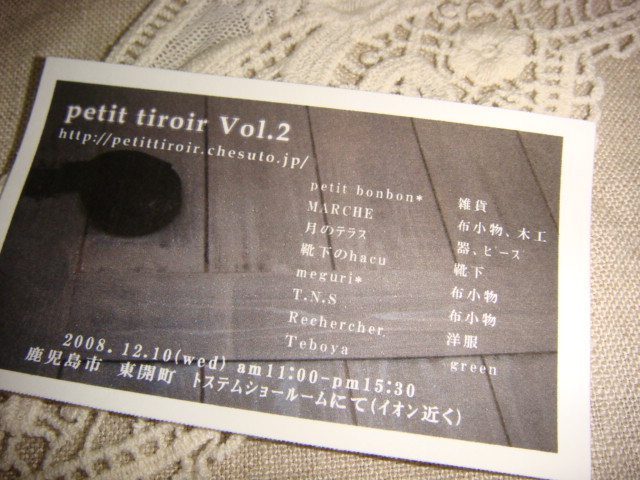 petit tiroir Vol.2
http://petittiroir.chesuto.jp/
petit bonbon* 雑貨
MARCHE 布小物、木工
月のテラス 器、ピース
靴下のhacu 靴下
meguri* 布小物
T.N.S 布小物
Rechercher 洋服
Teboya green
2008.12.10(wed) am11:00-pm15:30
鹿児島市 東開町 トステムショールームにて(イオン近く)